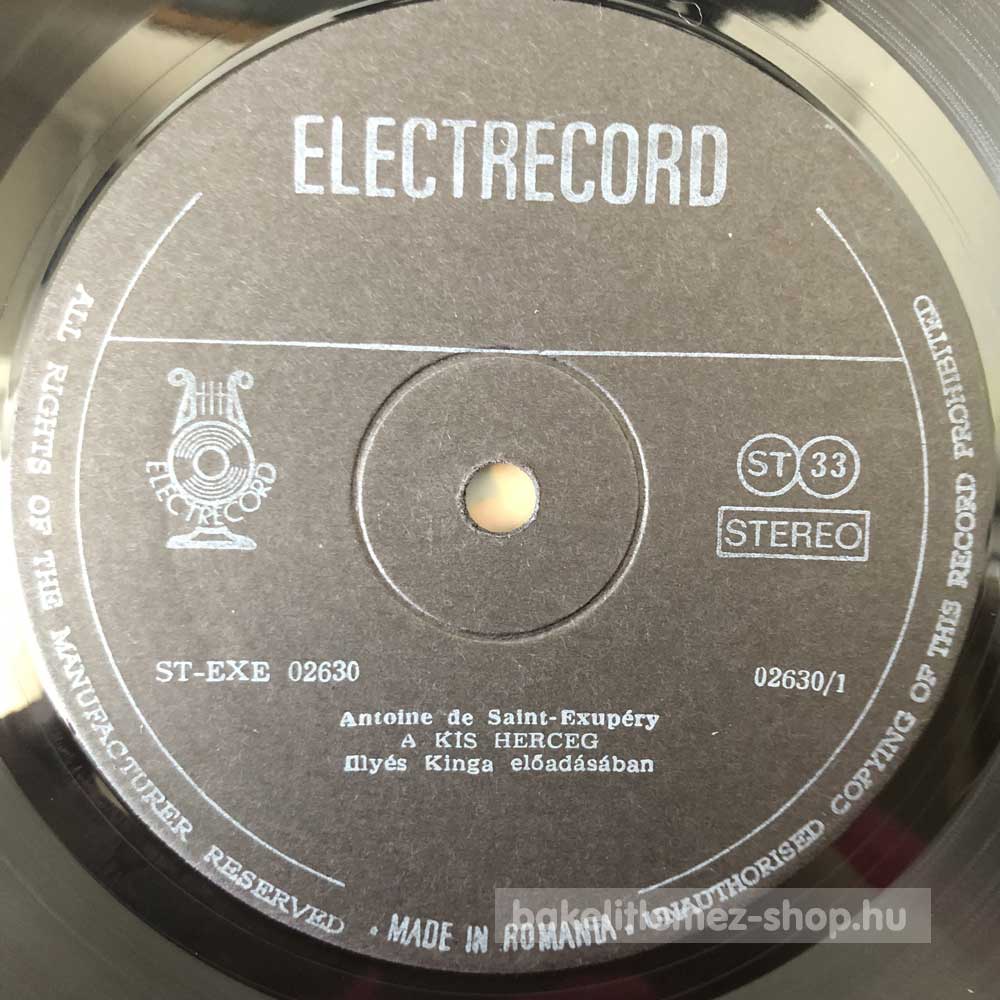 ELECTRECORD
ELECTRECORD
ST 33
STEREO
ST-EXE 02630
02630/1
Antoine de Saint-Exupéry
A KIS HERCEG
Illyés Kinga előadásában
ALL RIGHTS OF THE MANUFACTURER RESERVED · MADE IN ROMANIA · UNAUTHORISED COPYING OF THIS RECORD PROHIBITED
bakelitlemez-shop.hu